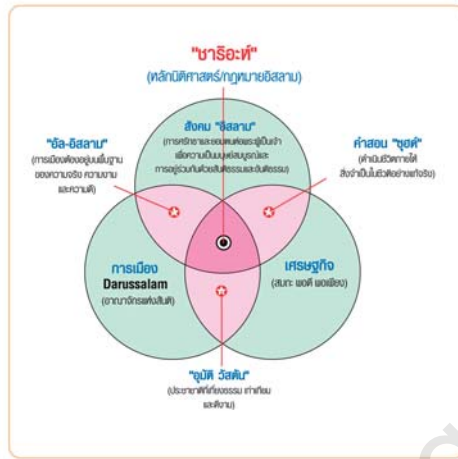 "ชาริอะห์"
(หลักนิติศาสตร์/กฎหมายอิสลาม)
สังคม "อิสลาม"
(การศรัทธาและยอมตนต่อพระผู้เป็นเจ้า
เพื่อความเป็นมนุษย์สมบูรณ์และ
การอยู่ร่วมกันด้วยสันติธรรมและขันติธรรม)
"อัล-อิสลาม"
(การเมืองต้องอยู่บนพื้นฐาน
ของความจริง ความงาม
และความดี)
คำสอน "ซุฮด์"
(ดำเนินชีวิตภายใต้
สิ่งจำเป็นในชีวิตอย่างแท้จริง)
การเมือง
Darussalam
(อาณาจักรแห่งสันติ)
เศรษฐกิจ
(สมถะ พอดี พอเพียง)
"อุมัติ วัสตัน"
(ประชาชาติที่เที่ยงธรรม เท่าเทียม
และดีงาม)